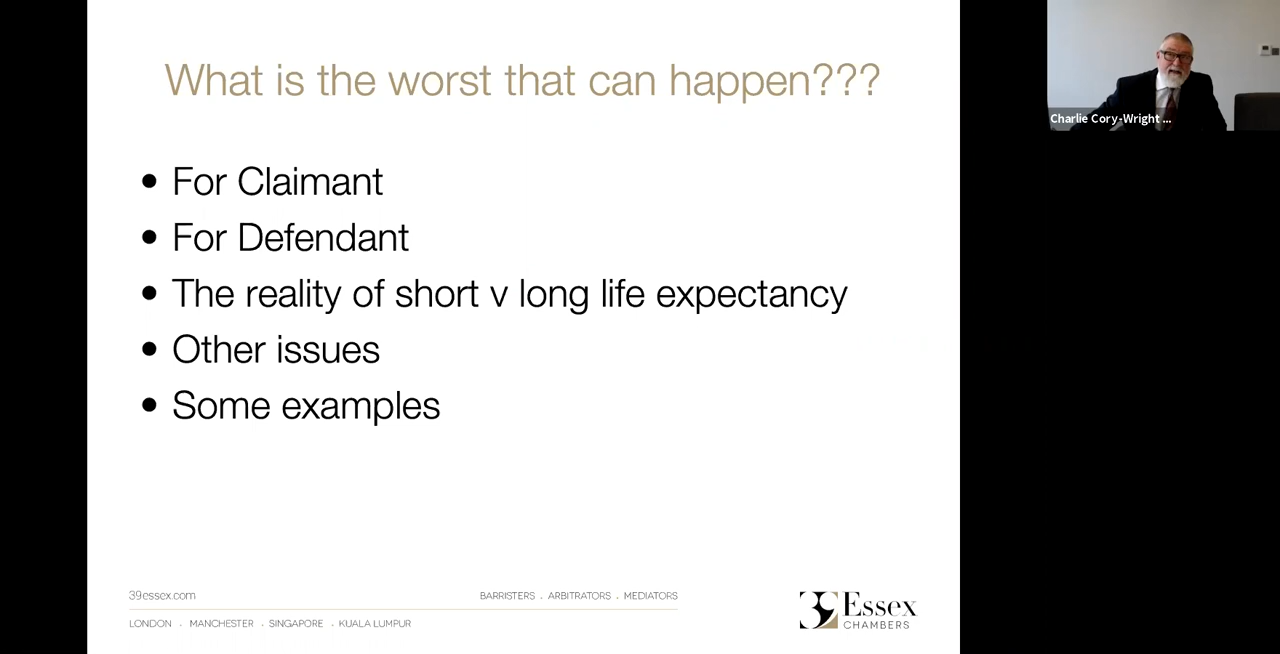 What is the worst that can happen???
Charlie Cory-Wright ...
• For Claimant
• For Defendant
• The reality of short v long life expectancy
• Other issues
• Some examples
39essex.com
BARRISTERS . ARBITRATORS . MEDIATORS
LONDON . MANCHESTER . SINGAPORE . KUALA LUMPUR
39 Essex
CHAMBERS